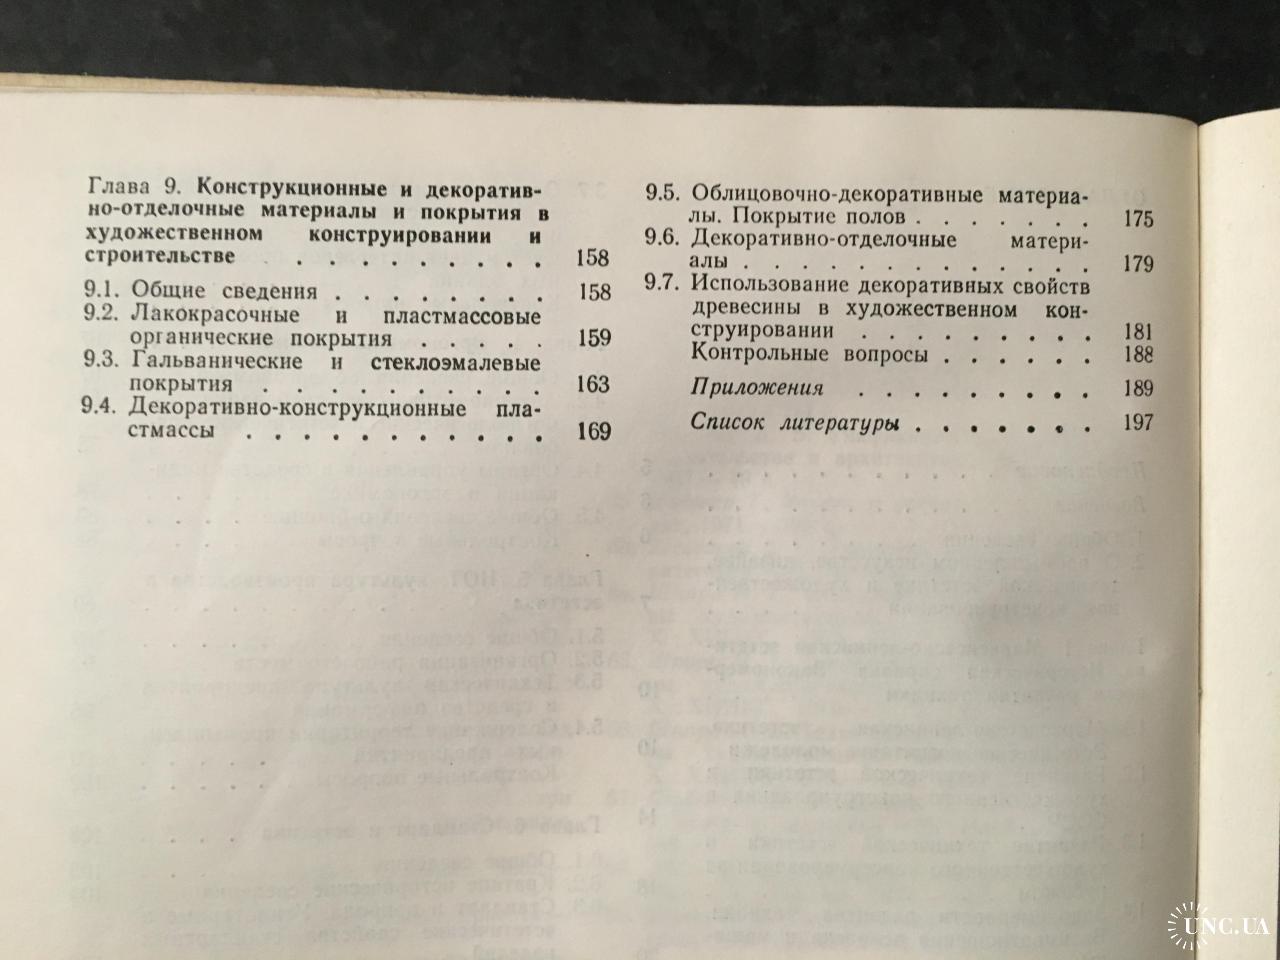 Глава 9. Конструкционные и декоратив-
но-отделочные материалы и покрытия в
художественном конструировании и
строительстве . . . . . . . . . 158
9.1. Общие сведения . . . . . . . . 158
9.2. Лакокрасочные и пластмассовые
органические покрытия . . . . . 159
9.3. Гальванические и стеклоэмалевые
покрытия . . . . . . . . . . 163
9.4. Декоративно-конструкционные пла-
стмассы . . . . . . . . . . . 169
9.5. Облицовочно-декоративные материа-
лы. Покрытие полов . . . . . . . 175
9.6. Декоративно-отделочные матери-
алы . . . . . . . . . . . . . 179
9.7. Использование декоративных свойств
древесины в художественном кон-
струировании . . . . . . . . . 181
Контрольные вопросы . . . . . . 188
Приложения . . . . . . . . . 189
Список литературы . . . . . . . 197
UNC.UA